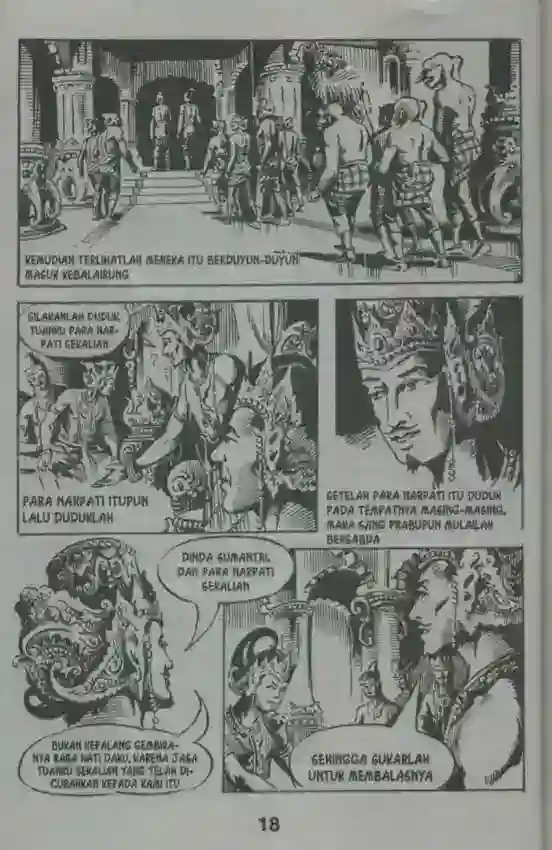 KEMUDIAN TERLIHATLAH MEREKA ITU BERDUYUN-DUYUN
MASUK KEBALAIRUNG
SILAKANLAH DUDUK,
TUANKU PARA NAR-
PATI SEKALIAN
PARA NARPATI ITUPUN
LALU DUDUKLAH
SETELAH PARA NARPATI ITU DUDUK
PADA TEMPATNYA MASING-MASING,
MAKA SANG PRABUPUN MULAILAH
BERSABDA
DINDA SUMANTRI,
DAN PARA NARPATI
SEKALIAN
BUKAN KEPALANG GEMBIRA-
NYA RASA HATI DAKU, KARENA JASA
TUANKU SEKALIAN YANG TELAH DI-
CURAHKAN KEPADA KAMI ITU
SEHINGGA SUKARLAH
UNTUK MEMBALASNYA
18